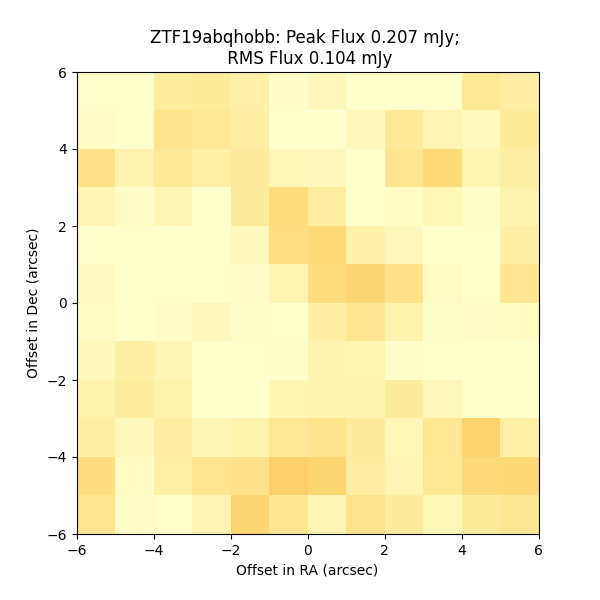 ZTF19abqhobb: Peak Flux 0.207 mJy;
RMS Flux 0.104 mJy
6
4
2
0
−2
−4
−6
Offset in Dec (arcsec)
−6 −4 −2 0 2 4 6
Offset in RA (arcsec)